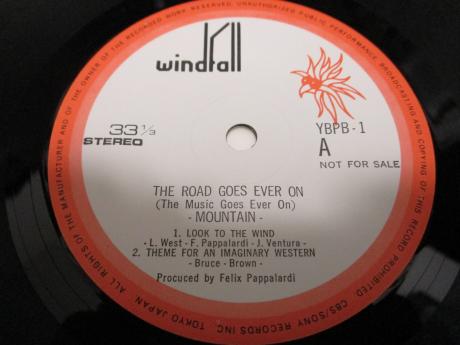 windfall
33 1/3
STEREO
YBPB-1
A
NOT FOR SALE
THE ROAD GOES EVER ON
(The Music Goes Ever On)
- MOUNTAIN -
1. LOOK TO THE WIND
- L. West - F. Pappalardi - J. Ventura -
2. THEME FOR AN IMAGINARY WESTERN
- Bruce - Brown -
Procuced by Felix Pappalardi
ALL RIGHTS OF THE MANUFACTURER AND OF THE OWNER OF THE RECORDED WORK RESERVED. UNAUTHORIZED PUBLIC PERFORMANCE, BROADCASTING AND COPYING OF THIS RECORD PROHIBITED
CBS/SONY RECORDS INC. TOKYO JAPAN